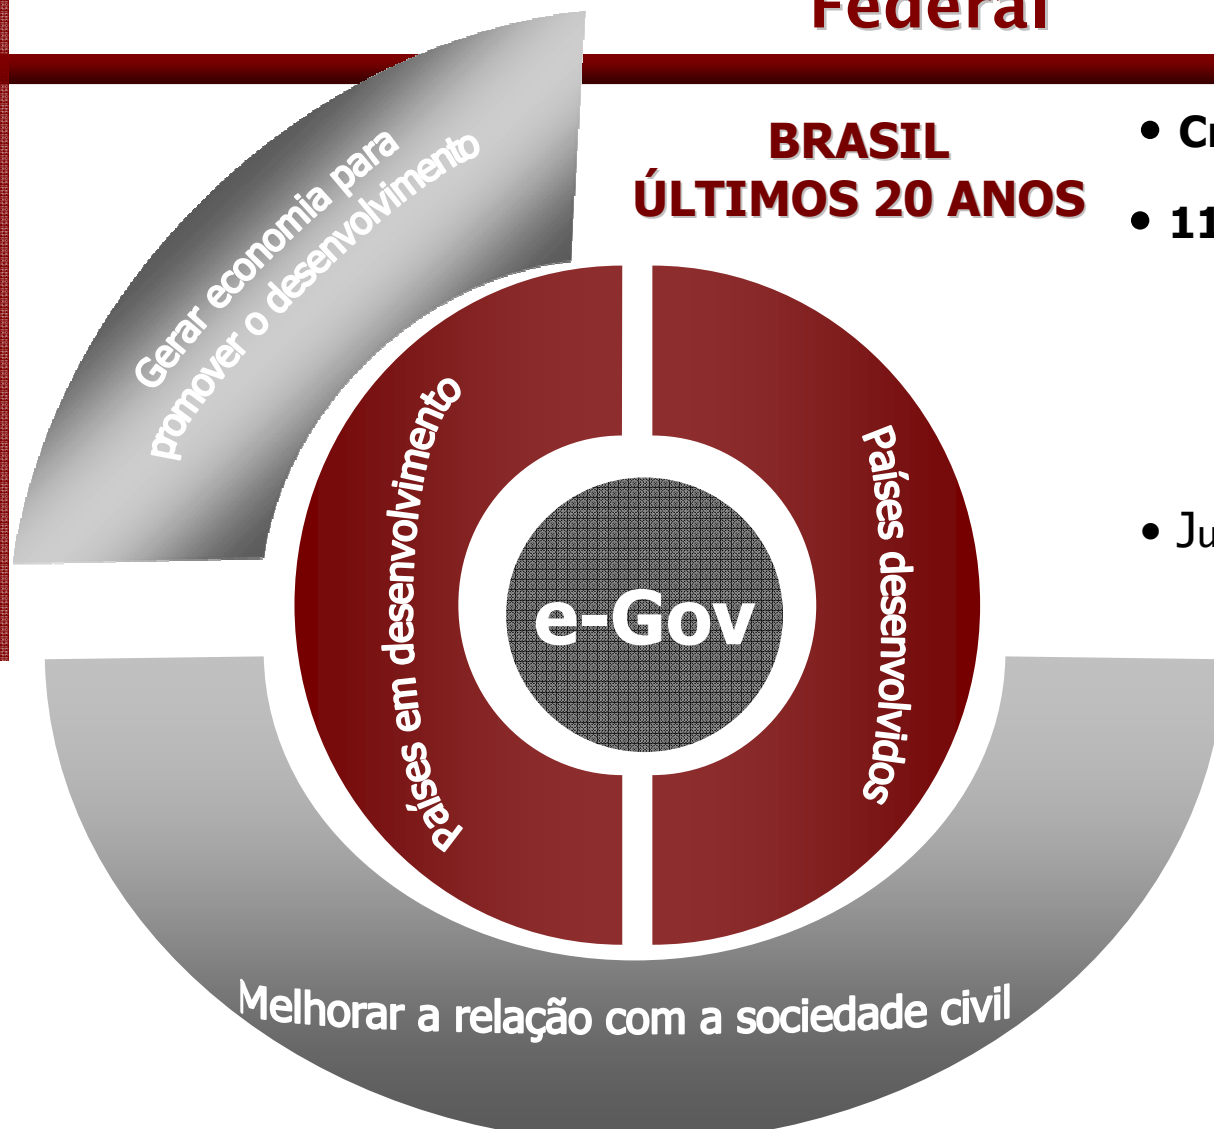 Federal
BRASIL
ÚLTIMOS 20 ANOS
• 11
Gerar economia para
promover o desenvolvimento
Países em desenvolvimento
Países desenvolvidos
e-Gov
Melhorar a relação com a sociedade civil